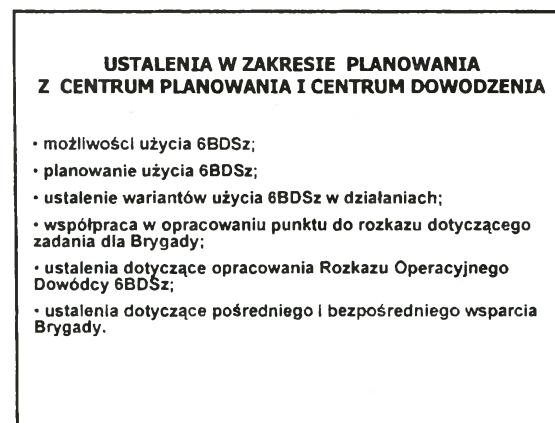 USTALENIA W ZAKRESIE PLANOWANIA
Z CENTRUM PLANOWANIA I CENTRUM DOWODZENIA
• możliwości użycia 6BDSz;
• planowanie użycia 6BDSz;
• ustalenie wariantów użycia 6BDSz w działaniach;
• współpraca w opracowaniu punktu do rozkazu dotyczącego
zadania dla Brygady;
• ustalenia dotyczące opracowania Rozkazu Operacyjnego
Dowódcy 6BDSz;
• ustalenia dotyczące pośredniego i bezpośredniego wsparcia
Brygady.